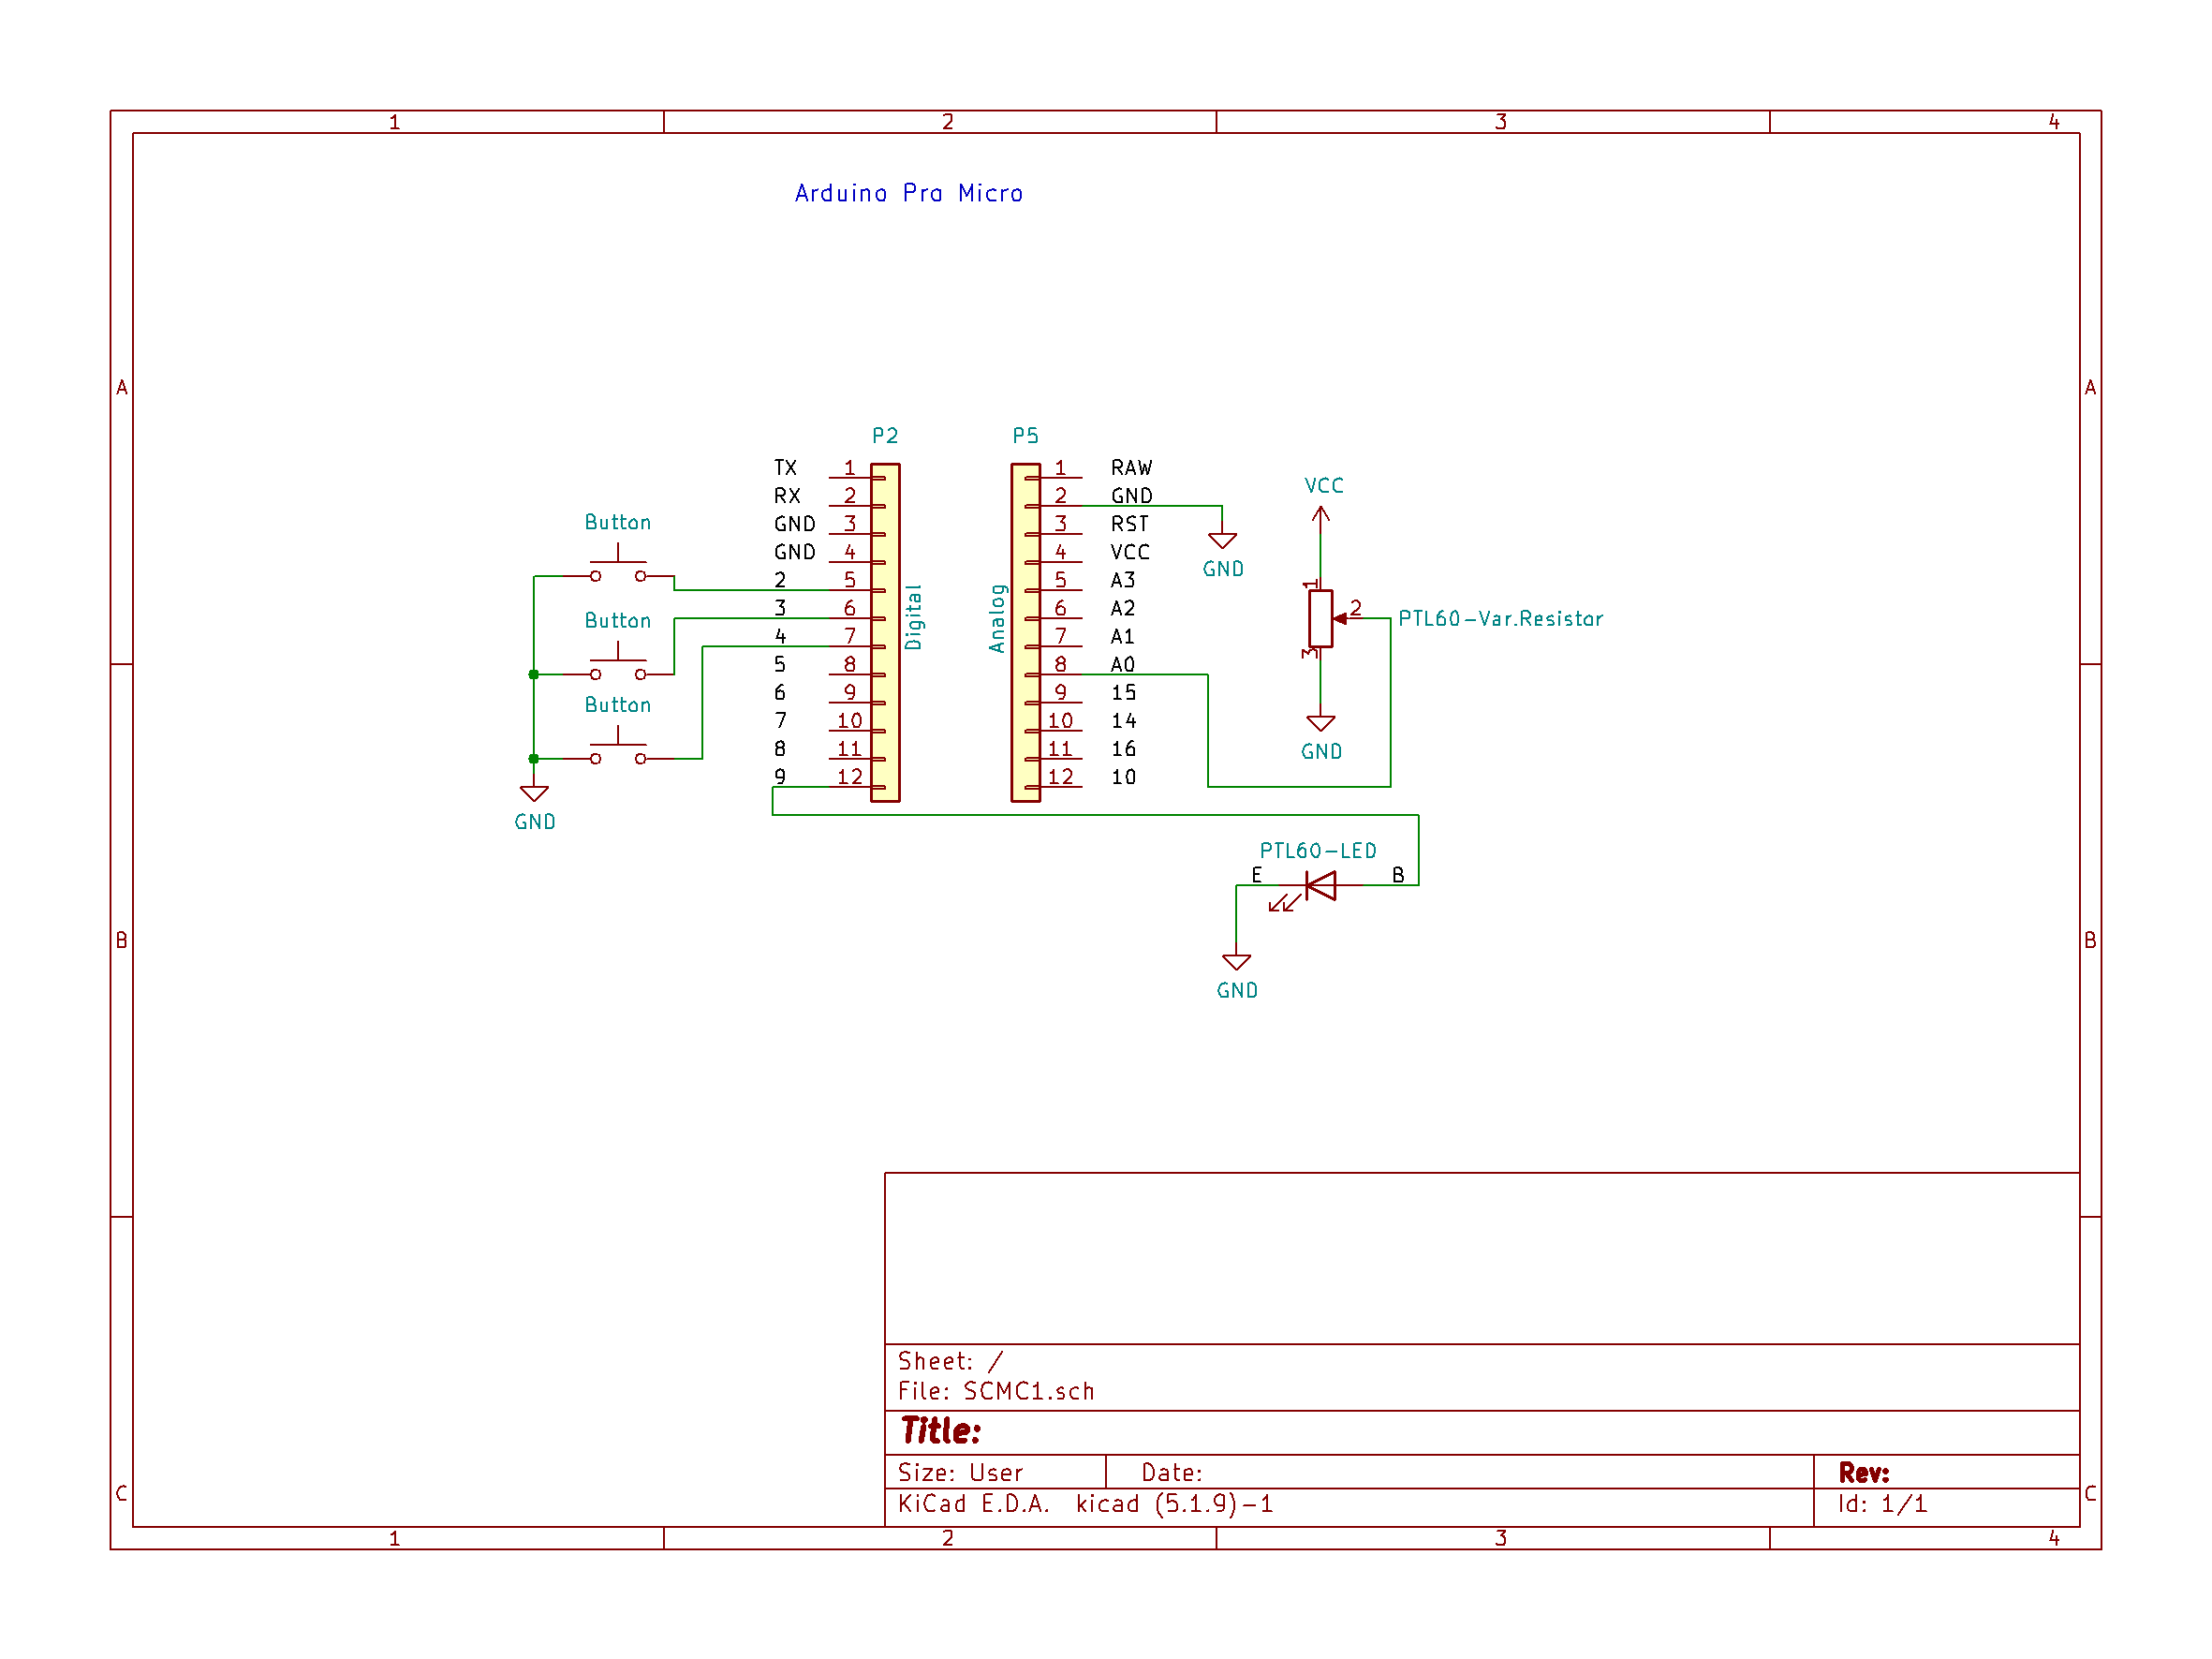 1 2 3 4
Arduino Pro Micro
A A
P2 P5
TX 1 1 RAW
RX 2 2 GND
GND 3 3 RST
GND 4 4 VCC
2 5 5 A3
3 6 6 A2
4 7 7 A1
5 8 8 A0
6 9 9 15
7 10 10 14
8 11 11 16
9 12 12 10
Digital
Analog
Button
Button
Button
GND
GND
VCC
1
2
3
PTL60-Var.Resistor
GND
PTL60-LED
E B
GND
B B
Sheet: /
File: SCMC1.sch
Title:
Size: User Date: Rev:
KiCad E.D.A. kicad (5.1.9)-1 Id: 1/1
C C
1 2 3 4